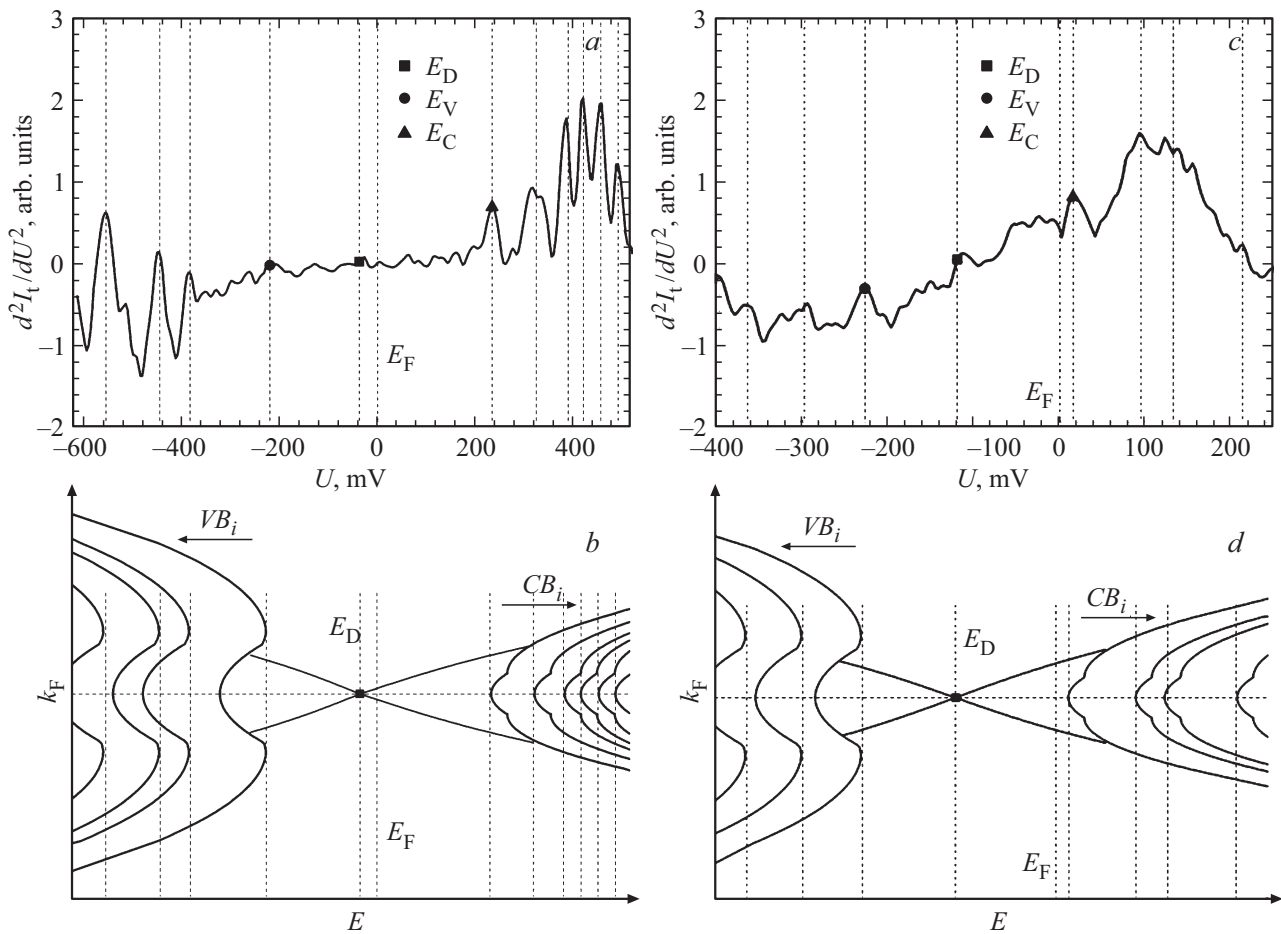 3
2
1
0
−1
−2
d²Iₜ/dU², arb. units
a
E_D
E_V
E_C
E_F
−600 −400 −200 0 200 400
U, mV
3
2
1
0
−1
−2
d²Iₜ/dU², arb. units
c
E_D
E_V
E_C
E_F
−400 −300 −200 −100 0 100 200
U, mV
k_F
VB_i
b
CB_i
E_D
E_F
E
k_F
VB_i
d
CB_i
E_D
E_F
E